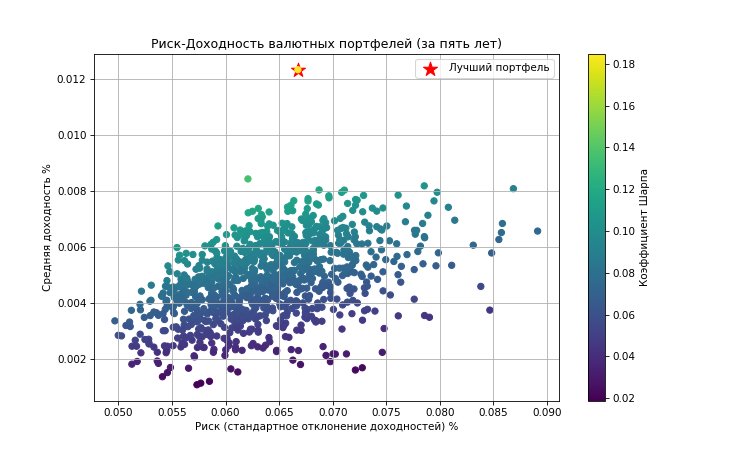 Риск-Доходность валютных портфелей (за пять лет)
Лучший портфель
Средняя доходность %
0.012
0.010
0.008
0.006
0.004
0.002
0.050 0.055 0.060 0.065 0.070 0.075 0.080 0.085 0.090
Риск (стандартное отклонение доходностей) %
0.18
0.16
0.14
0.12
0.10
0.08
0.06
0.04
0.02
Коэффициент Шарпа